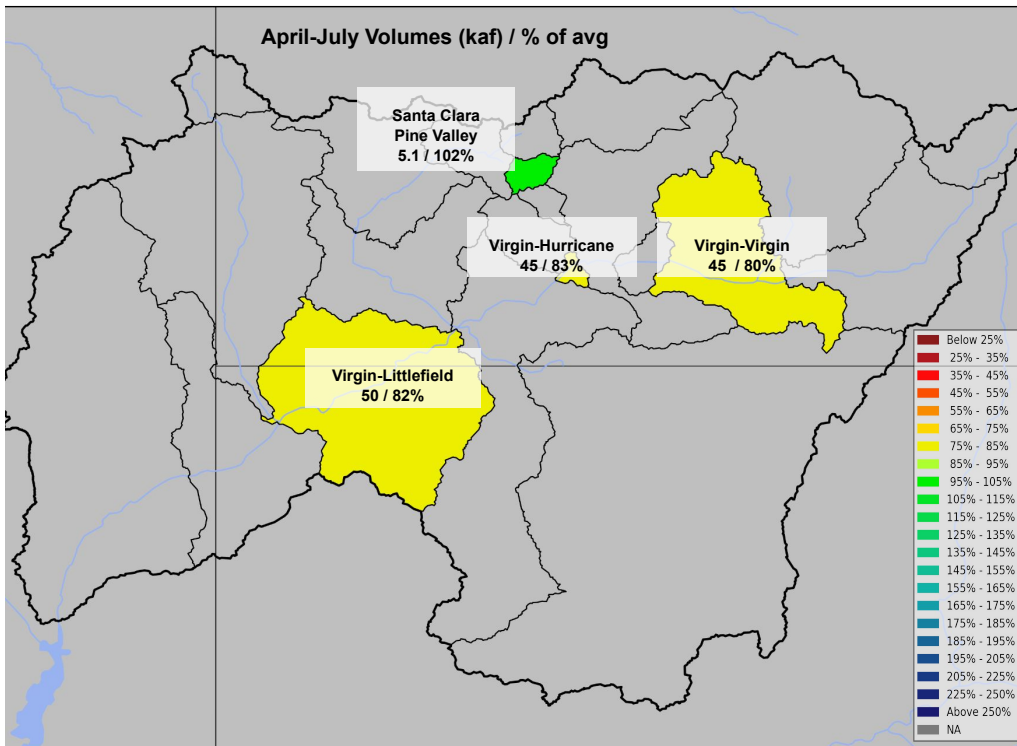 April-July Volumes (kaf) / % of avg
Santa Clara
Pine Valley
5.1 / 102%
Virgin-Hurricane
45 / 83%
Virgin-Virgin
45 / 80%
Virgin-Littlefield
50 / 82%
Below 25%
25% - 35%
35% - 45%
45% - 55%
55% - 65%
65% - 75%
75% - 85%
85% - 95%
95% - 105%
105% - 115%
115% - 125%
125% - 135%
135% - 145%
145% - 155%
155% - 165%
165% - 175%
175% - 185%
185% - 195%
195% - 205%
205% - 225%
225% - 250%
Above 250%
NA